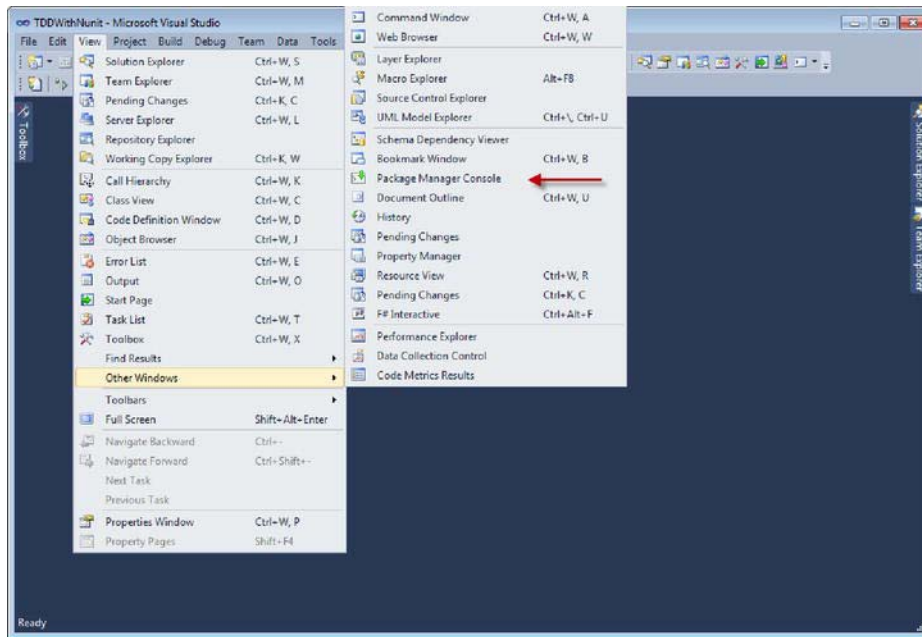 TDDWithNunit - Microsoft Visual Studio
File Edit View Project Build Debug Team Data Tools
Solution Explorer Ctrl+W, S
Team Explorer Ctrl+W, M
Pending Changes Ctrl+K, C
Server Explorer Ctrl+W, L
Repository Explorer
Working Copy Explorer Ctrl+K, W
Call Hierarchy Ctrl+W, K
Class View Ctrl+W, C
Code Definition Window Ctrl+W, D
Object Browser Ctrl+W, J
Error List Ctrl+W, E
Output Ctrl+W, O
Start Page
Task List Ctrl+W, T
Toolbox Ctrl+W, X
Find Results
Other Windows
Toolbars
Full Screen Shift+Alt+Enter
Navigate Backward Ctrl+-
Navigate Forward Ctrl+Shift+-
Next Task
Previous Task
Properties Window Ctrl+W, P
Property Pages Shift+F4
Command Window Ctrl+W, A
Web Browser Ctrl+W, W
Layer Explorer
Macro Explorer Alt+F8
Source Control Explorer
UML Model Explorer Ctrl+\, Ctrl+U
Schema Dependency Viewer
Bookmark Window Ctrl+W, B
Package Manager Console
Document Outline Ctrl+W, U
History
Pending Changes
Property Manager
Resource View Ctrl+W, R
Pending Changes Ctrl+K, C
F# Interactive Ctrl+Alt+F
Performance Explorer
Data Collection Control
Code Metrics Results
Toolbox
Solution Explorer
Team Explorer
Ready